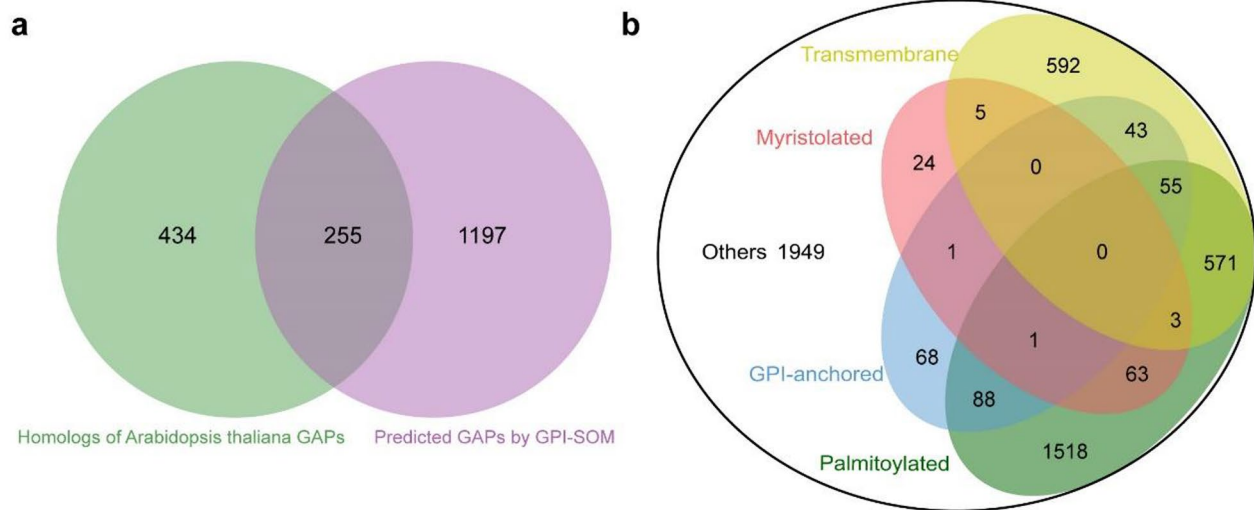 a
434
255
1197
Homologs of Arabidopsis thaliana GAPs
Predicted GAPs by GPI-SOM
b
Transmembrane
592
5
43
Myristolated
24
0
55
Others 1949
1
0
571
3
1
68
63
GPI-anchored
88
1518
Palmitoylated